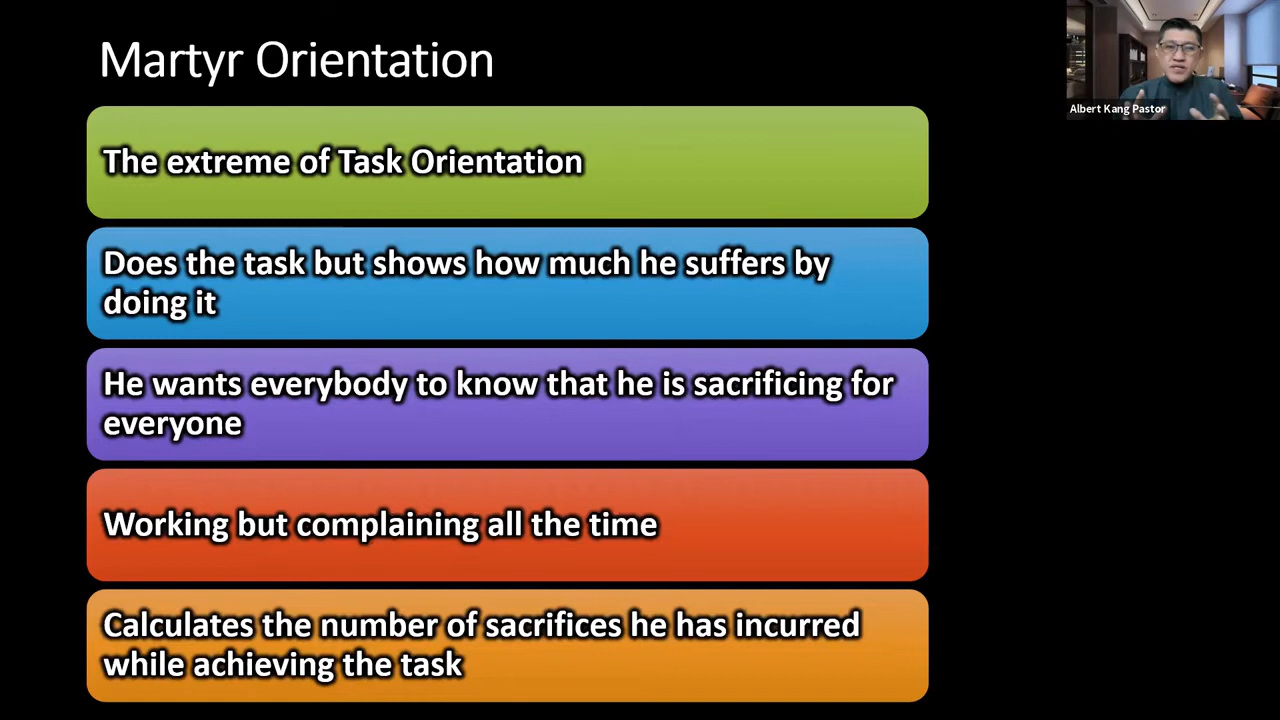 Martyr Orientation
Albert Kang Pastor
The extreme of Task Orientation
Does the task but shows how much he suffers by
doing it
He wants everybody to know that he is sacrificing for
everyone
Working but complaining all the time
Calculates the number of sacrifices he has incurred
while achieving the task